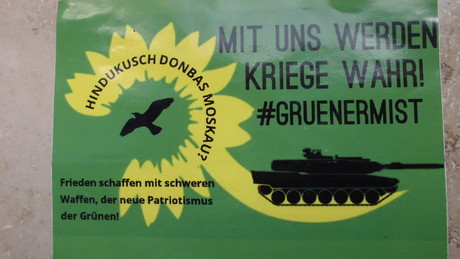 MIT UNS WERDEN
KRIEGE WAHR!
#GRUENERMIST
HINDUKUSCH DONBAS MOSKAU?
Frieden schaffen mit schweren
Waffen, der neue Patriotismus
der Grünen!